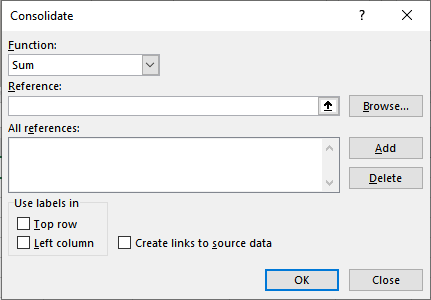 Consolidate
?
Function:
Sum
Reference:
Browse...
All references:
Add
Delete
Use labels in
Top row
Left column
Create links to source data
OK
Close